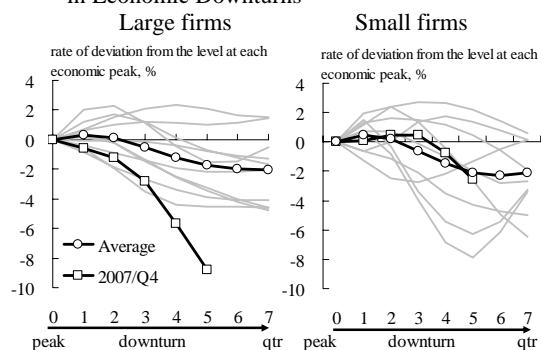 in Economic Downturns
Large firms
Small firms
rate of deviation from the level at each
economic peak, %
rate of deviation from the level at each
economic peak, %
4
2
0
-2
-4
-6
-8
-10
Average
2007/Q4
0 1 2 3 4 5 6 7
peak downturn qtr
4
2
0
-2
-4
-6
-8
-10
0 1 2 3 4 5 6 7
peak downturn qtr